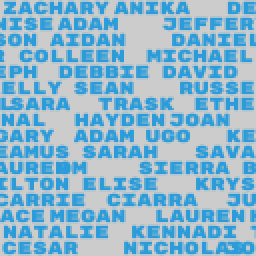 ZACHARY ANIKA DE
NISE ADAM JEFFER
SON AIDAN DANIEL
R COLLEEN MICHAEL
EPH DEBBIE DAVID
ELLY SEAN RUSSE
LSARA TRASK ETHE
NAL HAYDEN JOAN
GARY ADAM UGO KE
EAMUS SARAH SAVA
SIERRA B
ILTON ELISE KRYS
CARRIE CIARRA JU
ACE MEGAN LAUREN
NATALIE KENNADI T
CESAR NICHOLAS